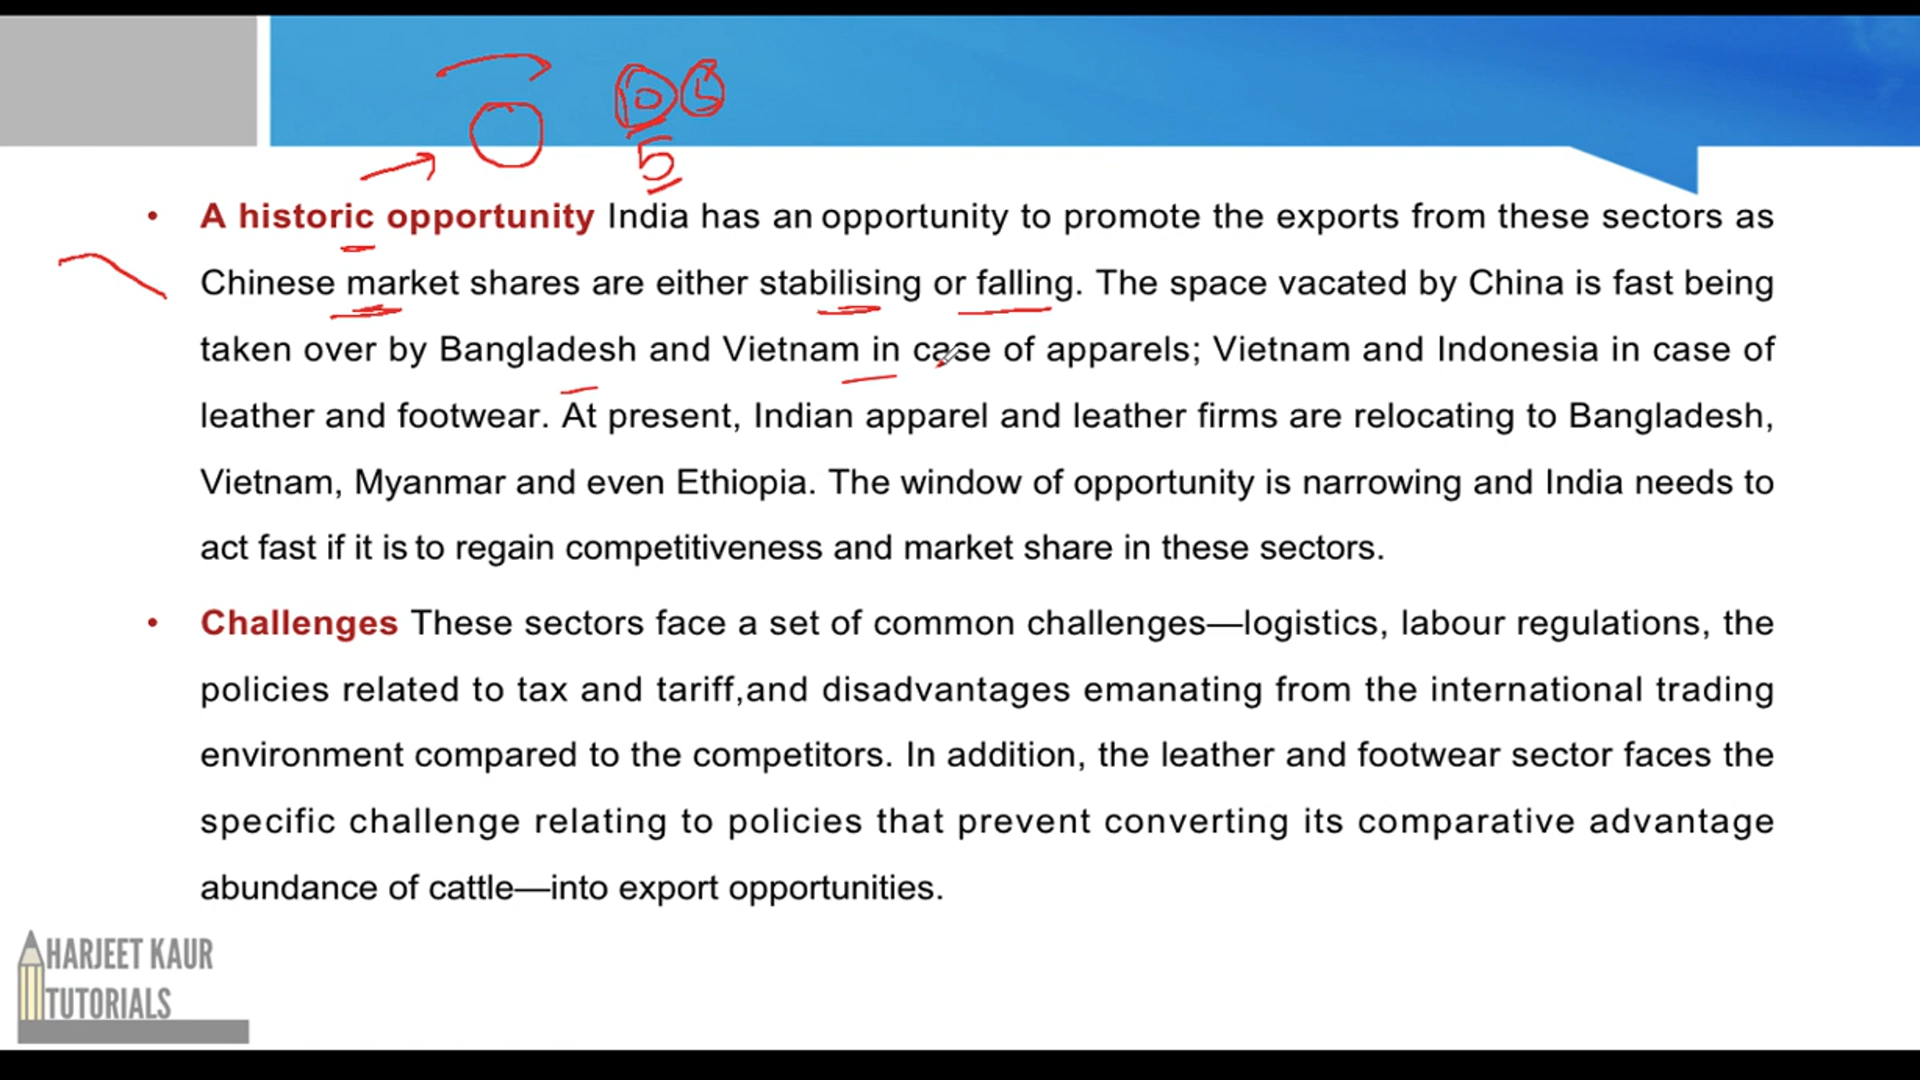 5
• A historic opportunity India has an opportunity to promote the exports from these sectors as
Chinese market shares are either stabilising or falling. The space vacated by China is fast being
taken over by Bangladesh and Vietnam in case of apparels; Vietnam and Indonesia in case of
leather and footwear. At present, Indian apparel and leather firms are relocating to Bangladesh,
Vietnam, Myanmar and even Ethiopia. The window of opportunity is narrowing and India needs to
act fast if it is to regain competitiveness and market share in these sectors.
• Challenges These sectors face a set of common challenges—logistics, labour regulations, the
policies related to tax and tariff,and disadvantages emanating from the international trading
environment compared to the competitors. In addition, the leather and footwear sector faces the
specific challenge relating to policies that prevent converting its comparative advantage
abundance of cattle—into export opportunities.
HARJEET KAUR
TUTORIALS